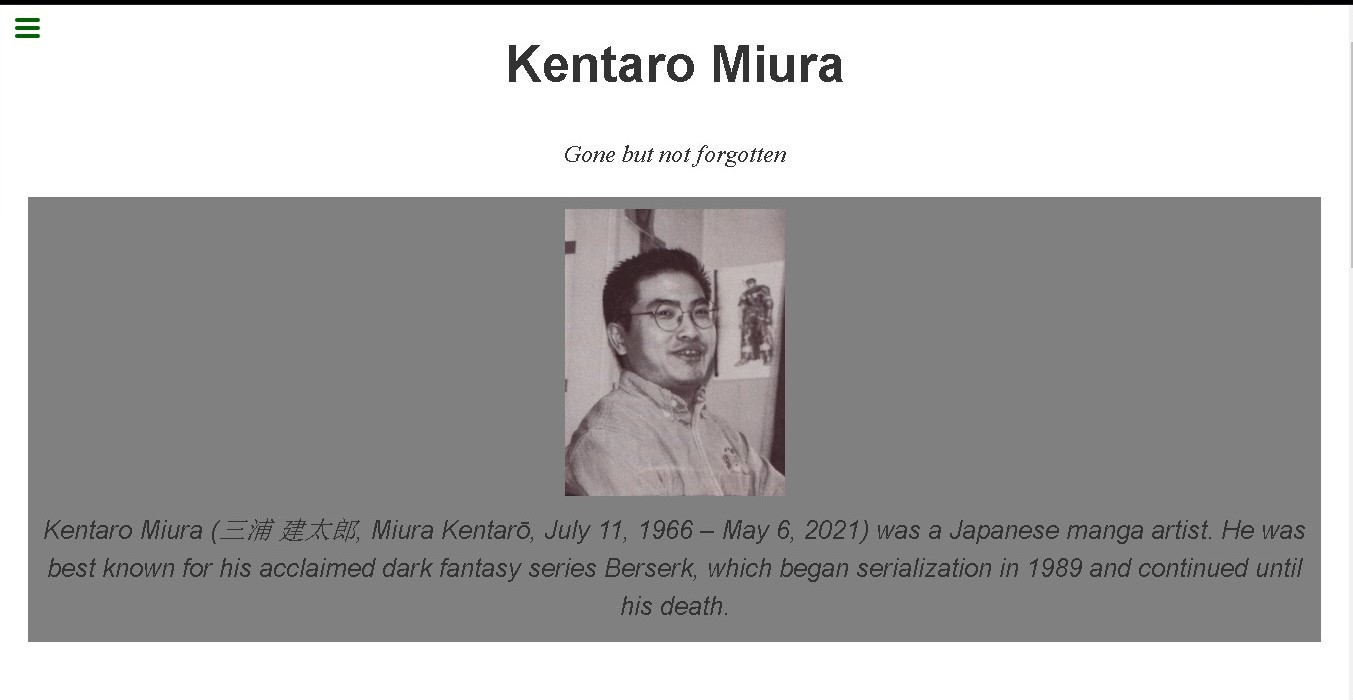 Kentaro Miura
Gone but not forgotten
Kentaro Miura (三浦 建太郎, Miura Kentarō, July 11, 1966 – May 6, 2021) was a Japanese manga artist. He was
best known for his acclaimed dark fantasy series Berserk, which began serialization in 1989 and continued until
his death.